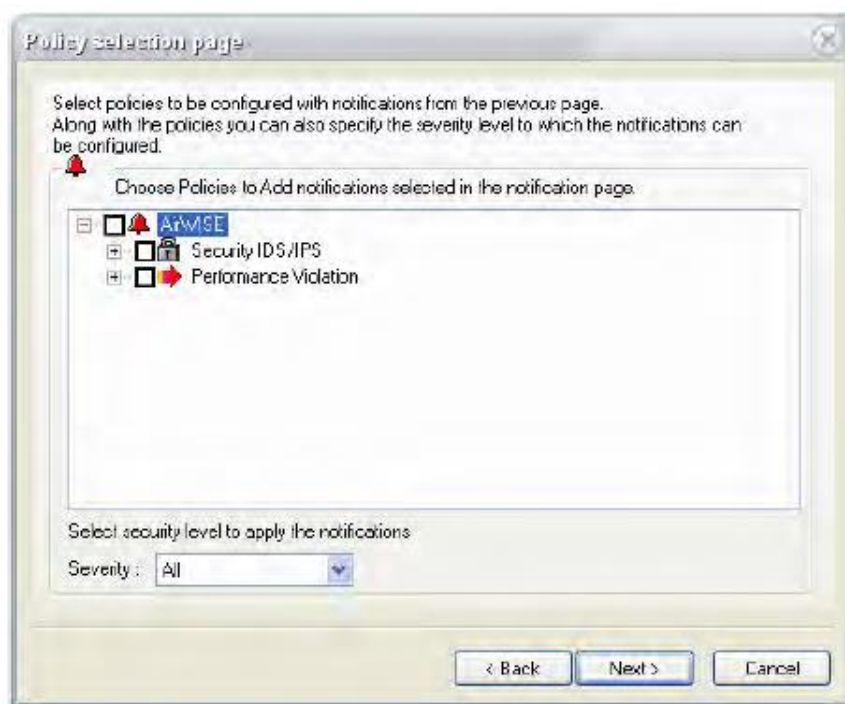 Policy selection page
Select policies to be configured with notifications from the previous page.
Along with the policies you can also specify the severity level to which the notifications can
be configured.
Choose Policies to Add notifications selected in the notification page.
AirWISE
Security IDS/IPS
Performance Violation
Select security level to apply the notifications
Severity : All
< Back Next > Cancel